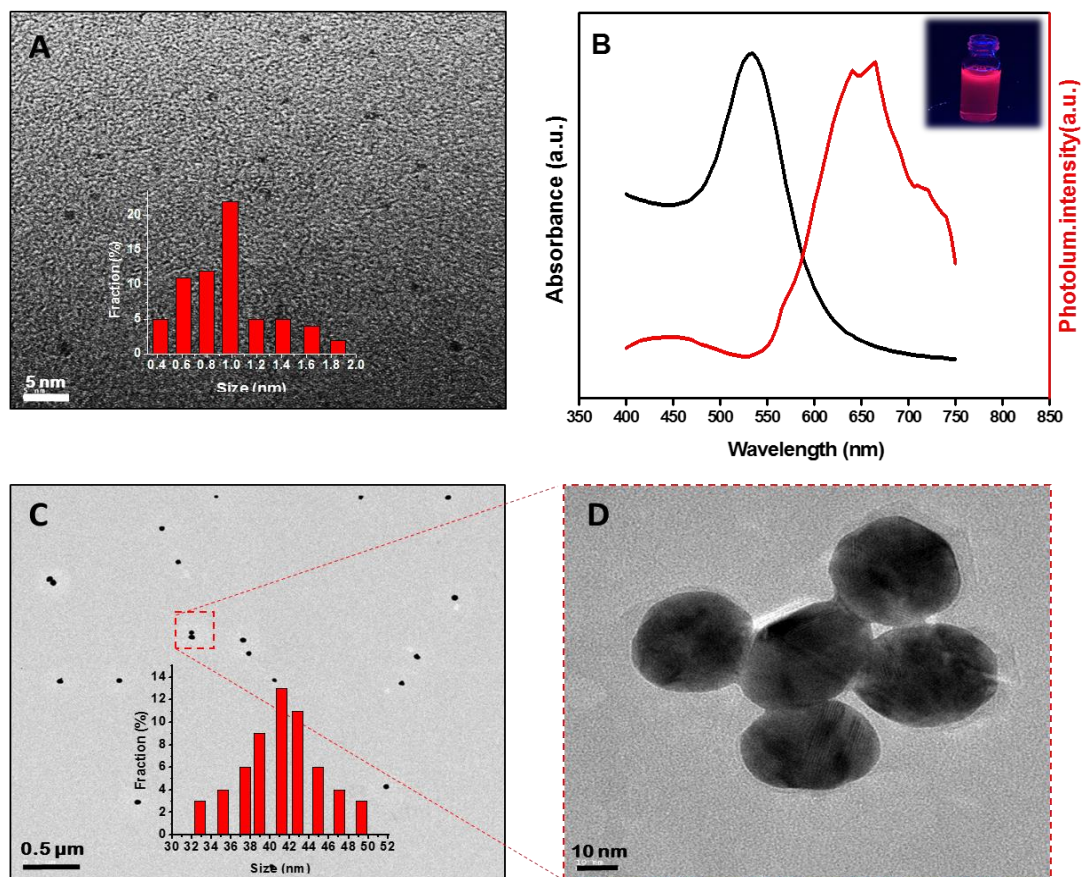 A
Fraction (%)
20
15
10
5
0
0.4 0.6 0.8 1.0 1.2 1.4 1.6 1.8 2.0
Size (nm)
5 nm
B
Absorbance (a.u.)
Photolum.intensity(a.u.)
350 400 450 500 550 600 650 700 750 800 850
Wavelength (nm)
C
Fraction (%)
14
12
10
8
6
4
2
0
30 32 34 36 38 40 42 44 46 48 50 52
Size (nm)
0.5 µm
D
10 nm